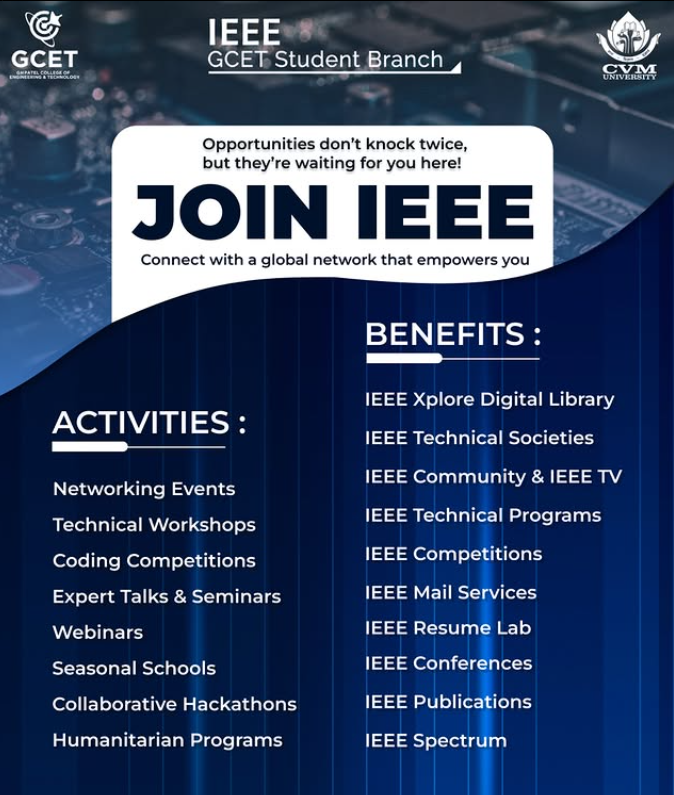 GCET
GH PATEL COLLEGE OF
ENGINEERING & TECHNOLOGY
IEEE
GCET Student Branch
CVM
UNIVERSITY
Opportunities don't knock twice,
but they're waiting for you here!
JOIN IEEE
Connect with a global network that empowers you
ACTIVITIES :
Networking Events
Technical Workshops
Coding Competitions
Expert Talks & Seminars
Webinars
Seasonal Schools
Collaborative Hackathons
Humanitarian Programs
BENEFITS :
IEEE Xplore Digital Library
IEEE Technical Societies
IEEE Community & IEEE TV
IEEE Technical Programs
IEEE Competitions
IEEE Mail Services
IEEE Resume Lab
IEEE Conferences
IEEE Publications
IEEE Spectrum